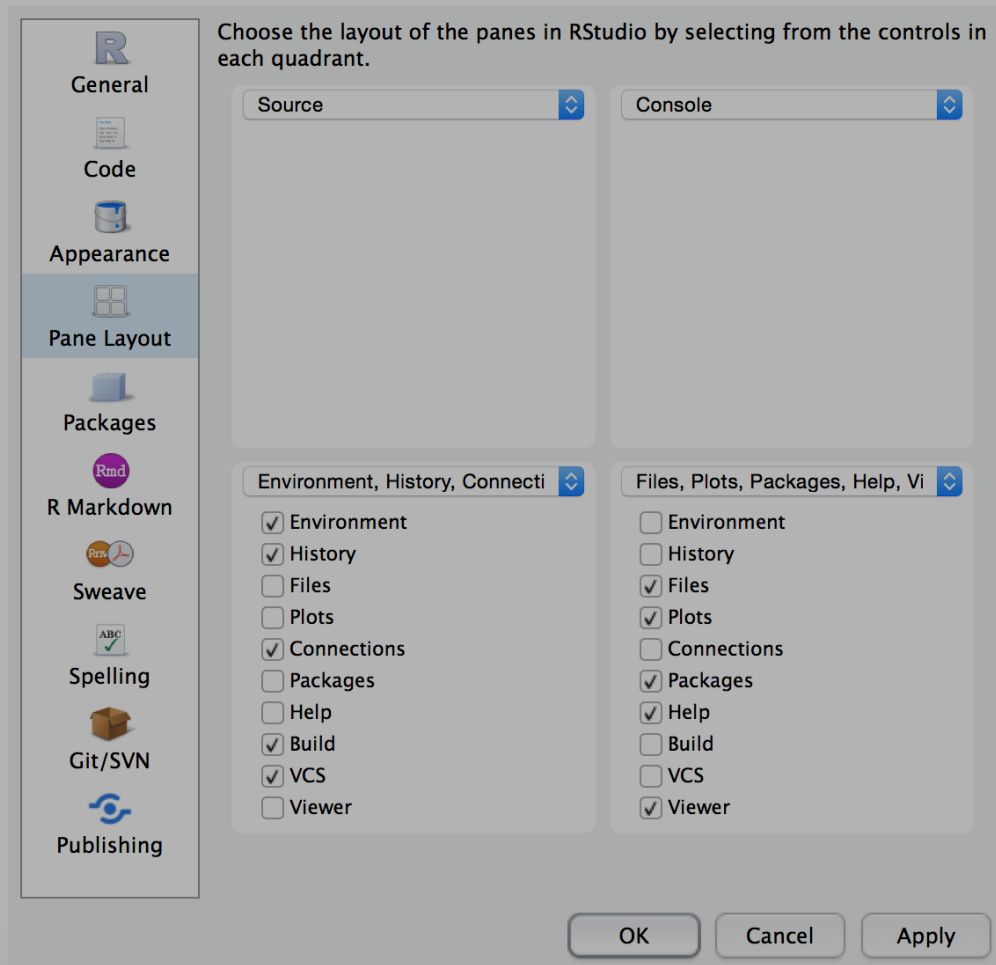 Choose the layout of the panes in RStudio by selecting from the controls in
each quadrant.
R
General
Code
Appearance
Pane Layout
Packages
Rmd
R Markdown
Rnw
Sweave
ABC
Spelling
Git/SVN
Publishing
Source
Console
Environment, History, Connecti
Environment
History
Files
Plots
Connections
Packages
Help
Build
VCS
Viewer
Files, Plots, Packages, Help, Vi
Environment
History
Files
Plots
Connections
Packages
Help
Build
VCS
Viewer
OK
Cancel
Apply